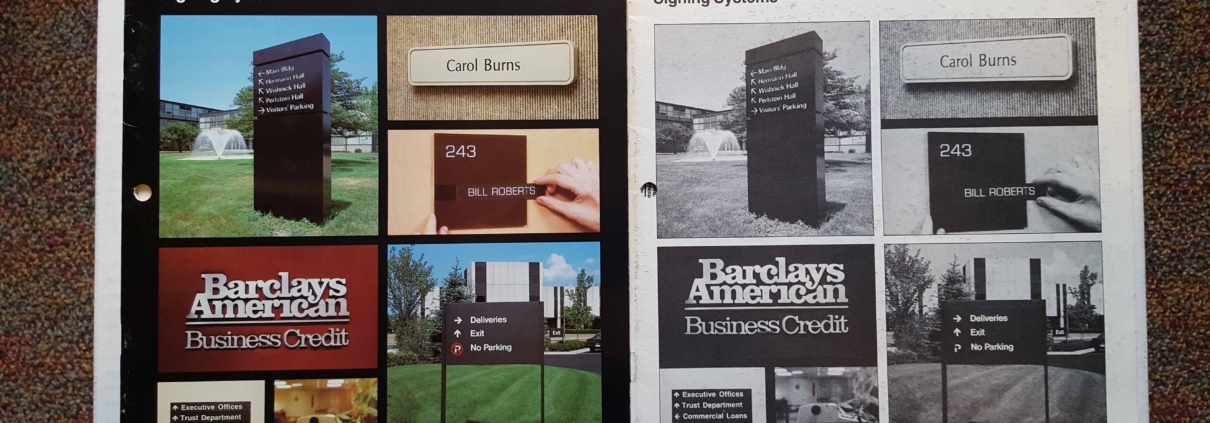 Signing Systems
← Main Bldg
↖ Hermann Hall
↖ Wishnick Hall
↖ Perlstein Hall
→ Visitors' Parking
Carol Burns
243
BILL ROBERTS
Barclays
American
Business Credit
→ Deliveries
↑ Exit
P No Parking
Exit
↑ Executive Offices
↑ Trust Department
← Main Bldg
↖ Hermann Hall
↖ Wishnick Hall
↖ Perlstein Hall
→ Visitors' Parking
Carol Burns
243
BILL ROBERTS
Barclays
American
Business Credit
→ Deliveries
↑ Exit
P No Parking
Exit
↑ Executive Offices
↑ Trust Department
← Commercial Loans